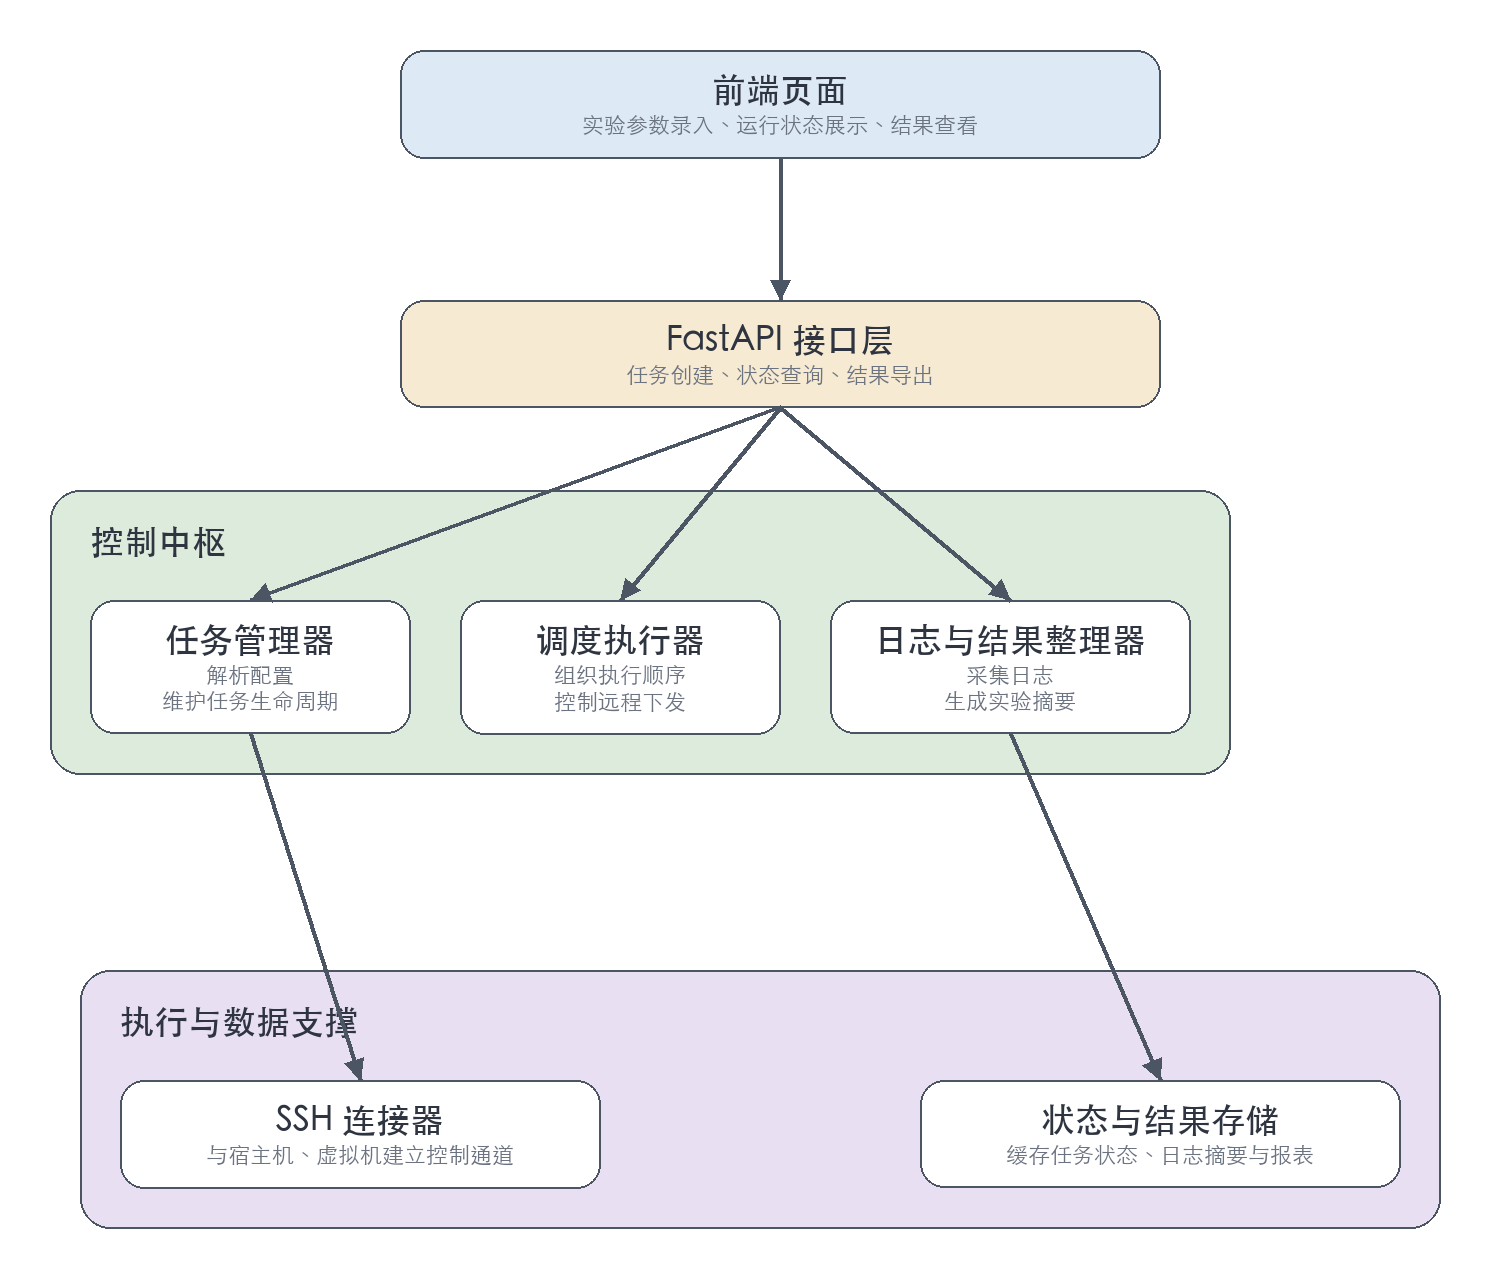 前端页面
实验参数录入、运行状态展示、结果查看
FastAPI 接口层
任务创建、状态查询、结果导出
控制中枢
任务管理器
解析配置
维护任务生命周期
调度执行器
组织执行顺序
控制远程下发
日志与结果整理器
采集日志
生成实验摘要
执行与数据支撑
SSH 连接器
与宿主机、虚拟机建立控制通道
状态与结果存储
缓存任务状态、日志摘要与报表